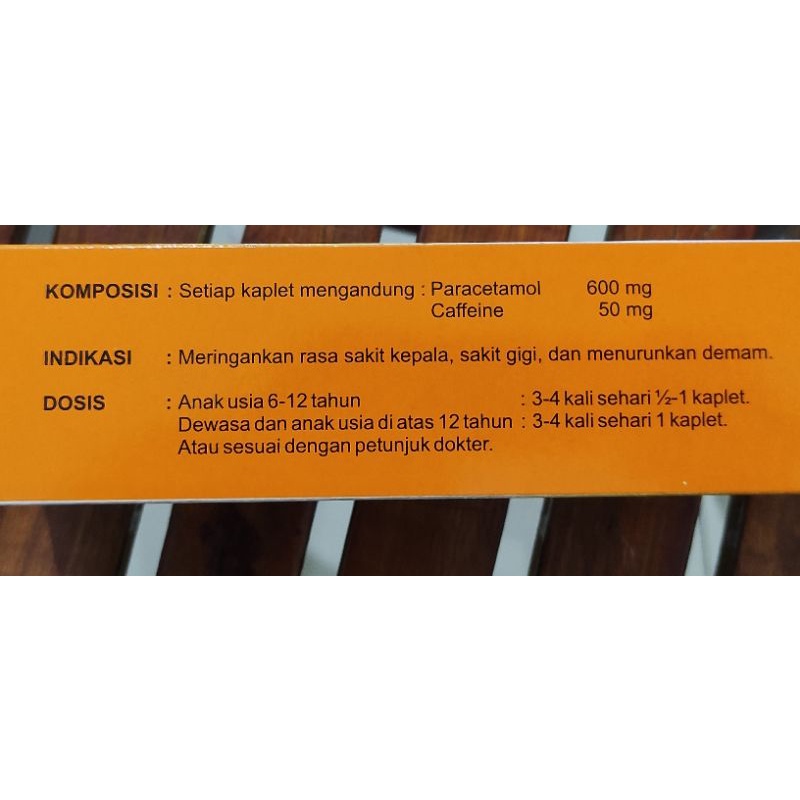 KOMPOSISI : Setiap kaplet mengandung : Paracetamol 600 mg
Caffeine 50 mg
INDIKASI : Meringankan rasa sakit kepala, sakit gigi, dan menurunkan demam.
DOSIS : Anak usia 6-12 tahun : 3-4 kali sehari ½-1 kaplet.
Dewasa dan anak usia di atas 12 tahun : 3-4 kali sehari 1 kaplet.
Atau sesuai dengan petunjuk dokter.